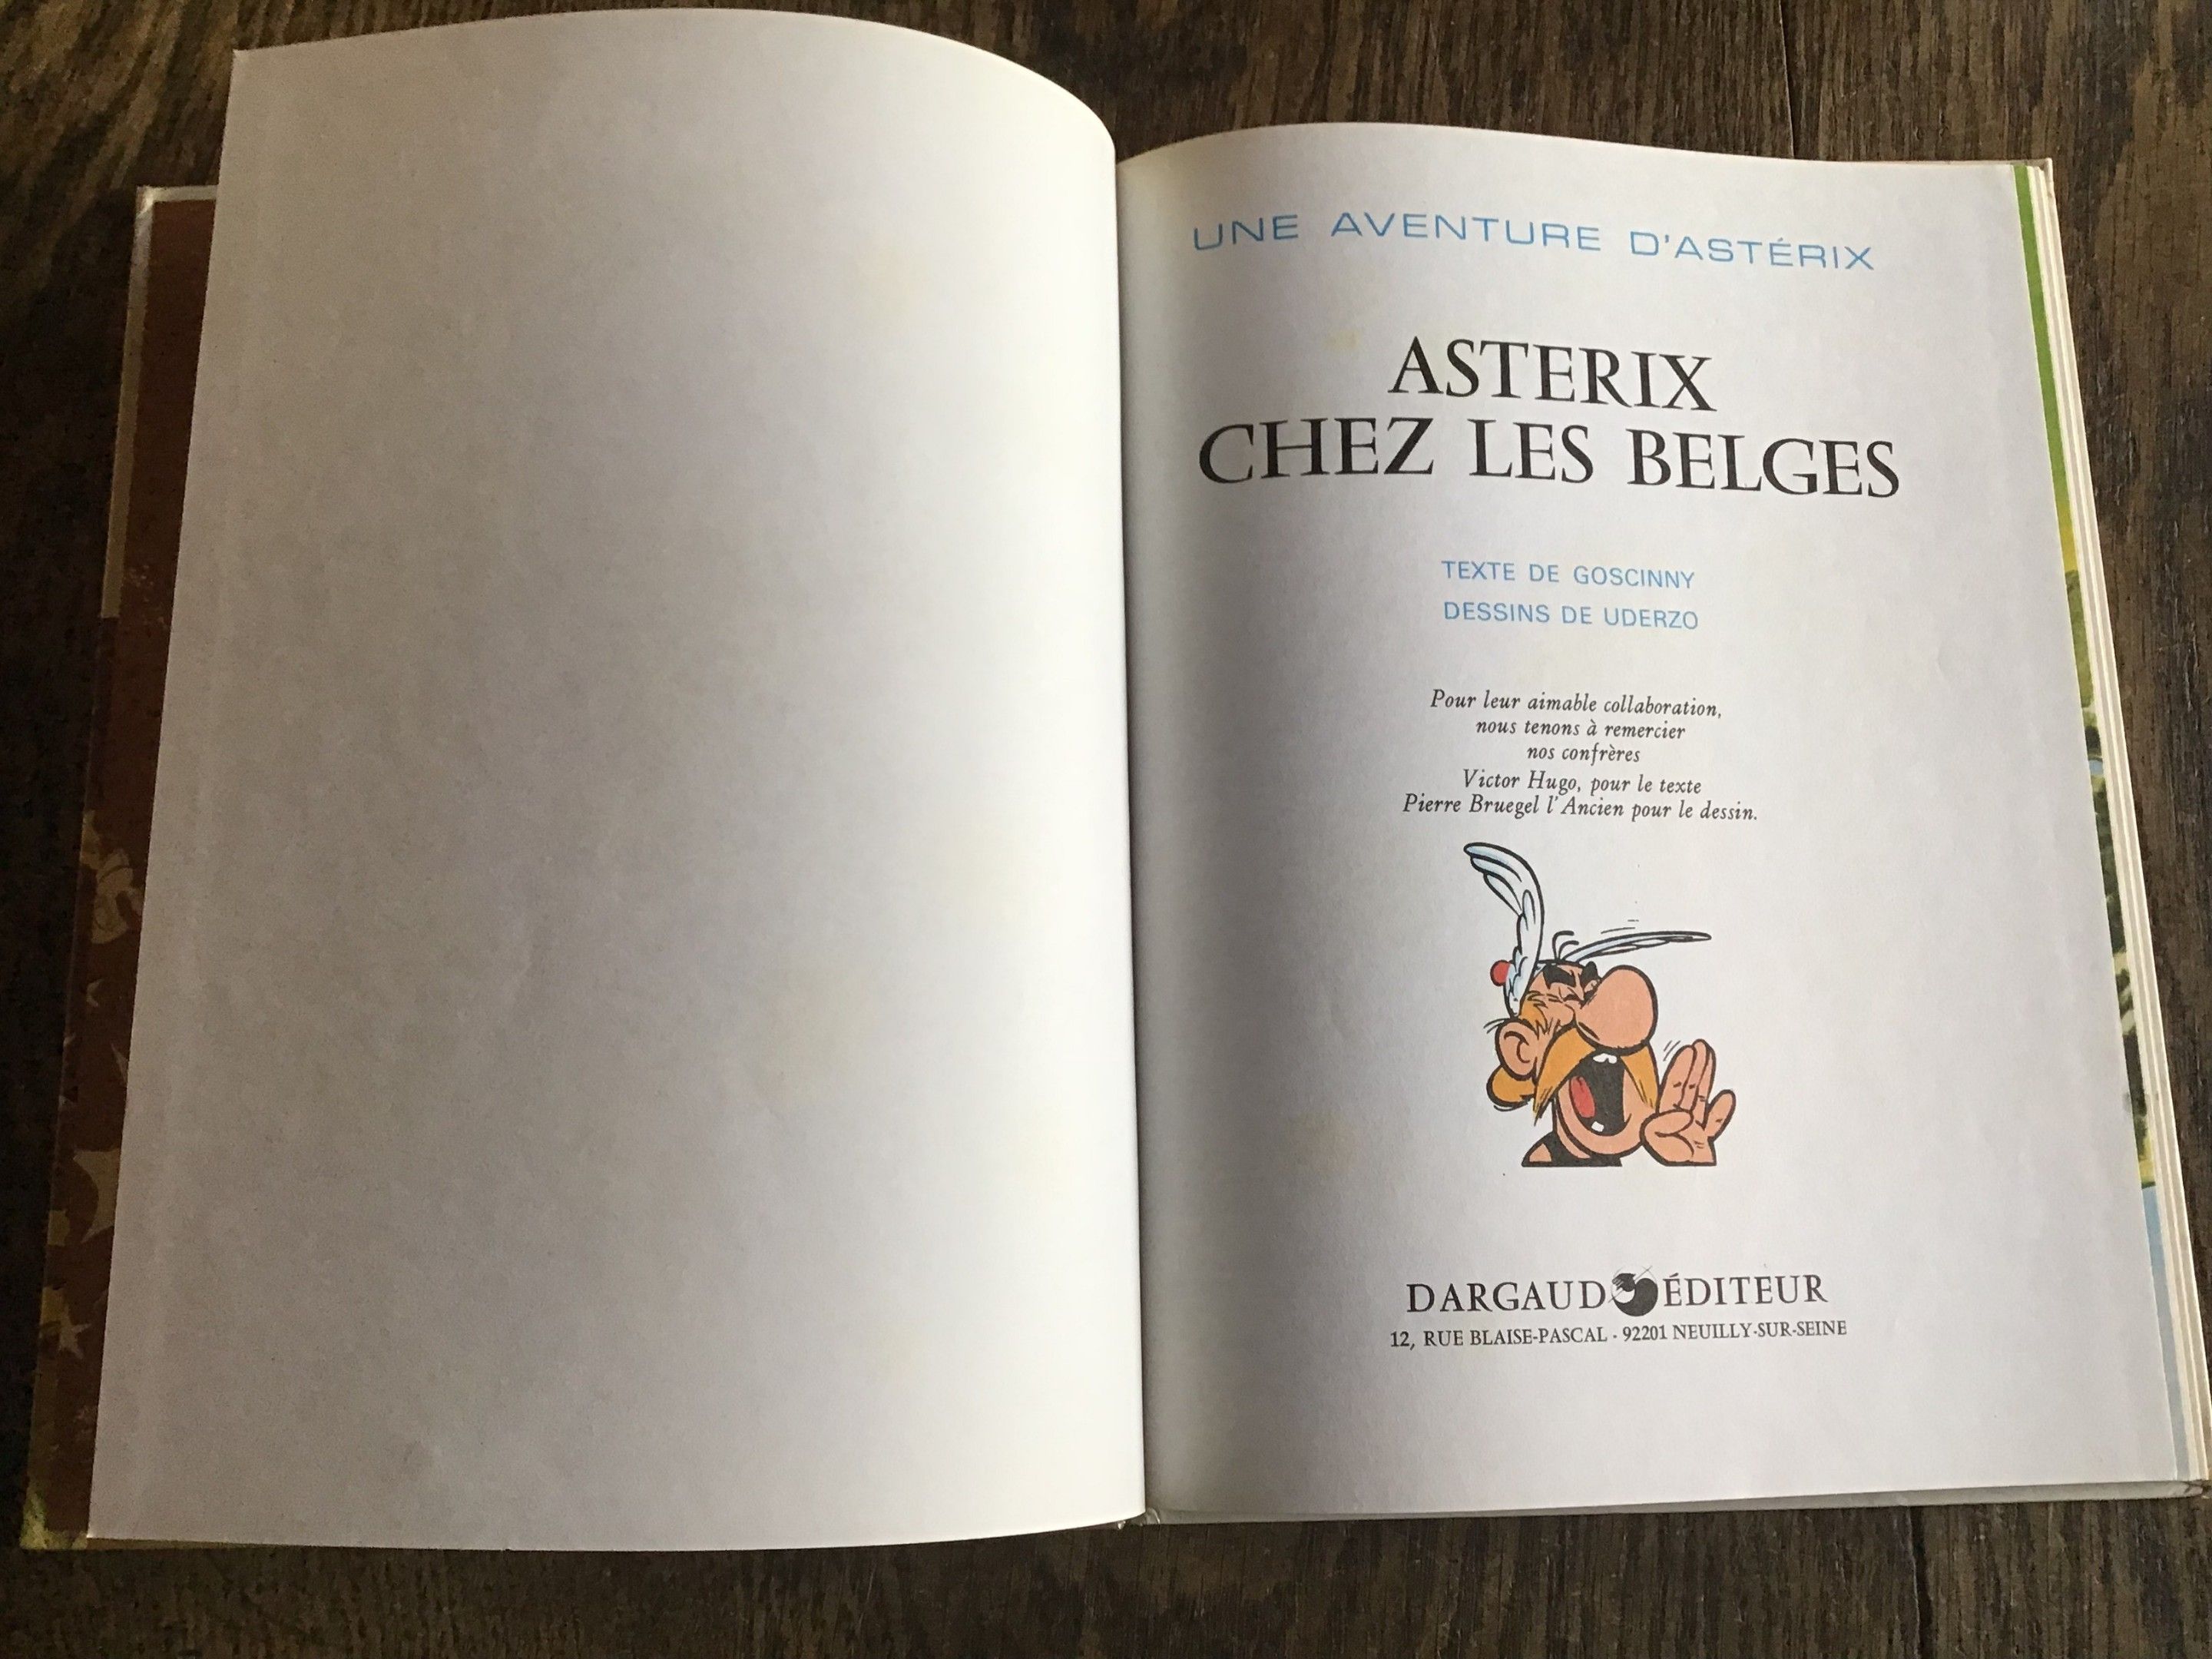 UNE AVENTURE D'ASTÉRIX
ASTERIX
CHEZ LES BELGES
TEXTE DE GOSCINNY
DESSINS DE UDERZO
Pour leur aimable collaboration,
nous tenons à remercier
nos confrères
Victor Hugo, pour le texte
Pierre Bruegel l'Ancien pour le dessin.
DARGAUD ÉDITEUR
12, RUE BLAISE-PASCAL - 92201 NEUILLY-SUR-SEINE